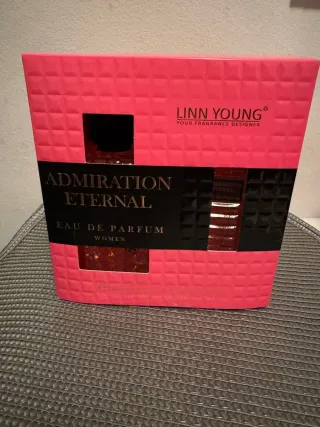 LINN YOUNG®
YOUR FRAGRANCE DESIGNER
ADMIRATION
ETERNAL
EAU DE PARFUM
WOMEN